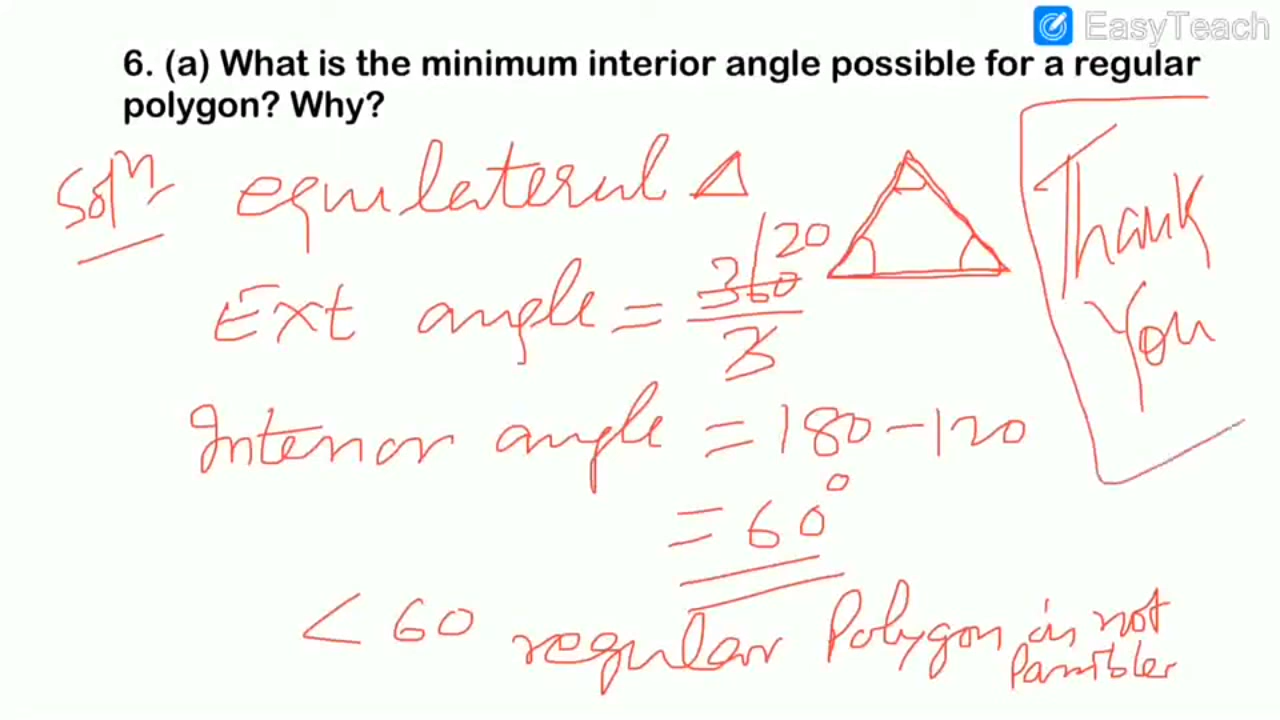 EasyTeach
6. (a) What is the minimum interior angle possible for a regular
polygon? Why?
Soln equilateral Δ
Ext angle = 360/3 120
Interior angle = 180 - 120
= 60°
< 60 regular Polygon is not
Possible
Thank
You